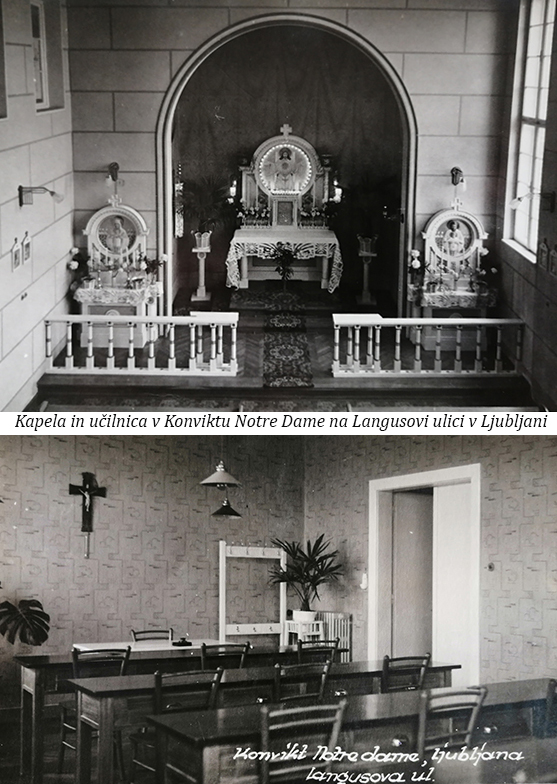 Kapela in učilnica v Konviktu Notre Dame na Langusovi ulici v Ljubljani
Konvikt Notre dame, Ljubljana
Langusova ul.